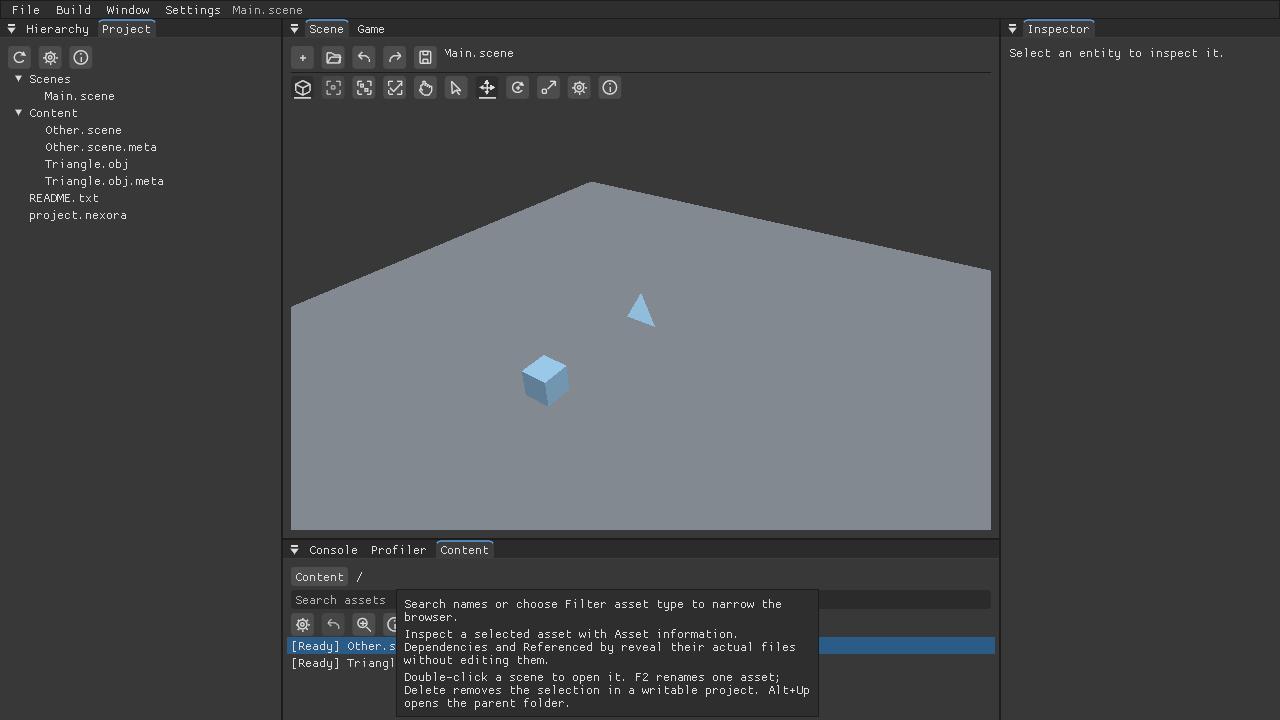 File Build Window Settings Main.scene
Hierarchy Project
Scene Game
Inspector
Main.scene
Select an entity to inspect it.
Scenes
Main.scene
Content
Other.scene
Other.scene.meta
Triangle.obj
Triangle.obj.meta
README.txt
project.nexora
Console Profiler Content
Content /
Search assets
[Ready] Other.s
[Ready] Triangl
Search names or choose Filter asset type to narrow the
browser.
Inspect a selected asset with Asset information.
Dependencies and Referenced by reveal their actual files
without editing them.
Double-click a scene to open it. F2 renames one asset;
Delete removes the selection in a writable project. Alt+Up
opens the parent folder.